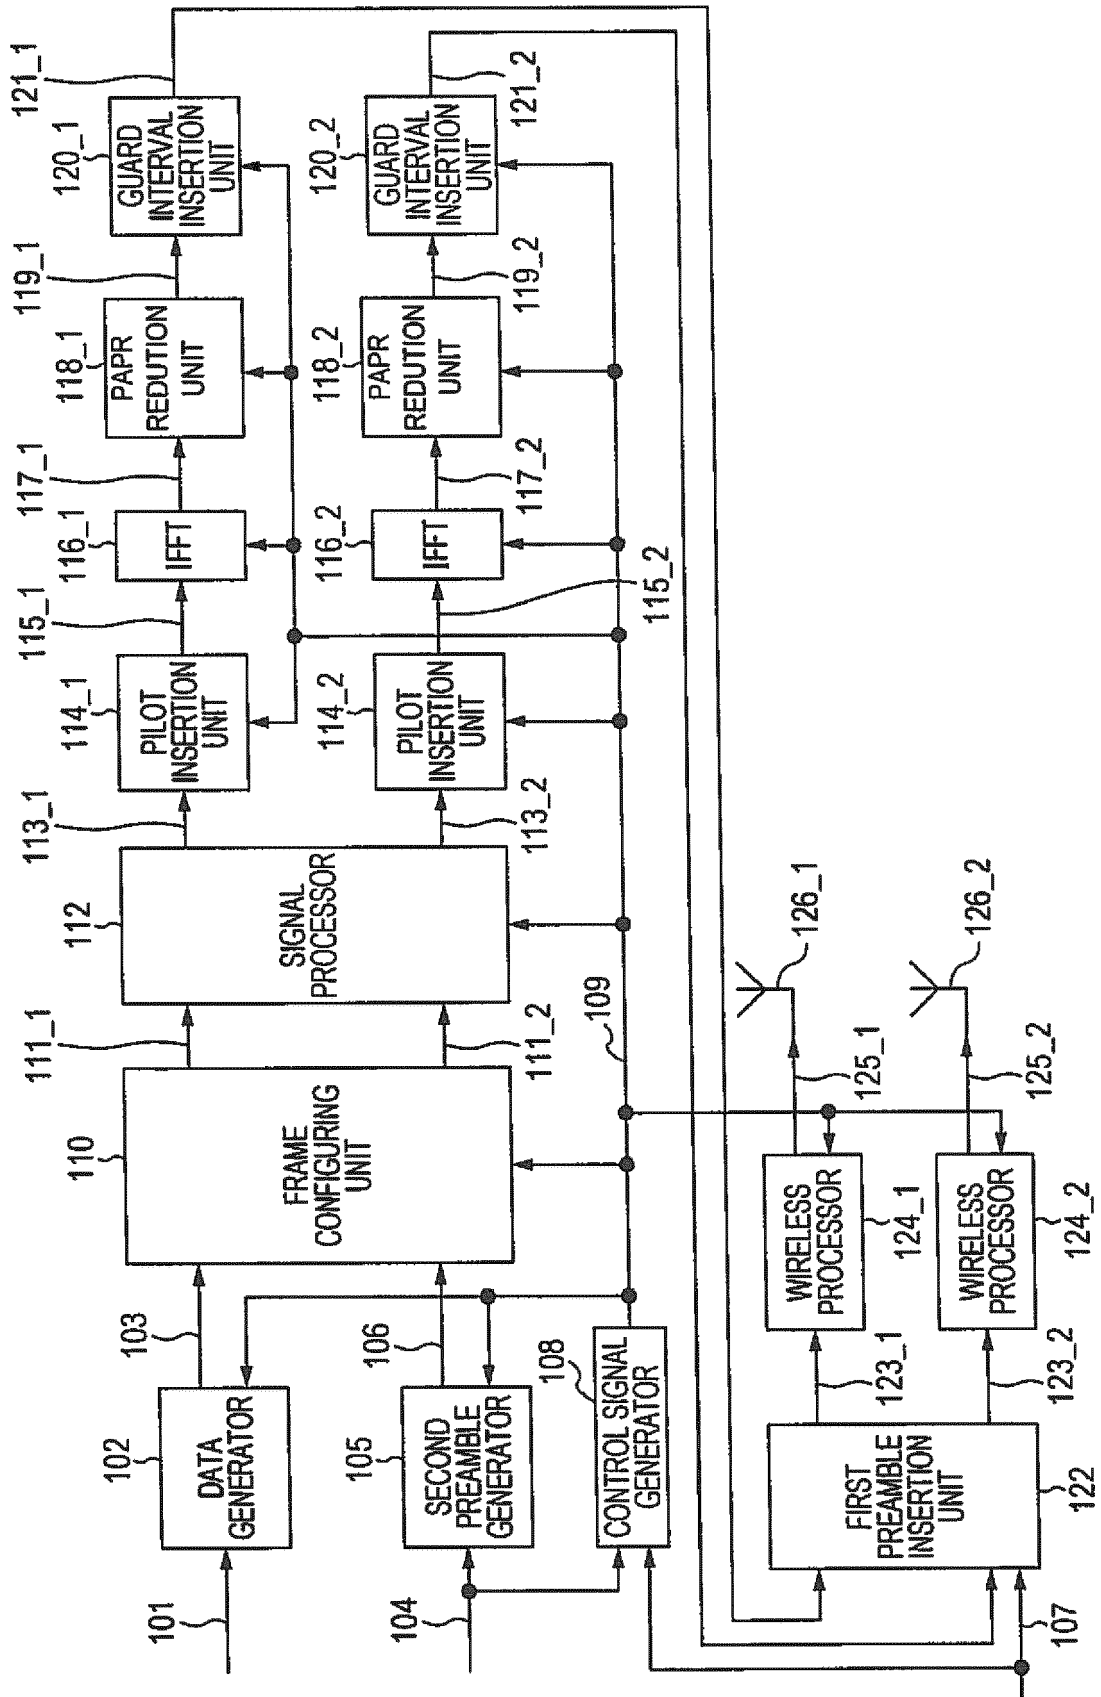 101
102
DATA
GENERATOR
103
104
105
SECOND
PREAMBLE
GENERATOR
106
107
108
CONTROL SIGNAL
GENERATOR
109
110
FRAME
CONFIGURING
UNIT
111_1
111_2
112
SIGNAL
PROCESSOR
113_1
113_2
114_1
PILOT
INSERTION
UNIT
114_2
PILOT
INSERTION
UNIT
115_1
115_2
116_1
IFFT
116_2
IFFT
117_1
117_2
118_1
PAPR
REDUTION
UNIT
118_2
PAPR
REDUTION
UNIT
119_1
119_2
120_1
GUARD
INTERVAL
INSERTION
UNIT
120_2
GUARD
INTERVAL
INSERTION
UNIT
121_1
121_2
FIRST
PREAMBLE
INSERTION
UNIT
122
123_1
123_2
WIRELESS
PROCESSOR
124_1
WIRELESS
PROCESSOR
124_2
125_1
125_2
126_1
126_2